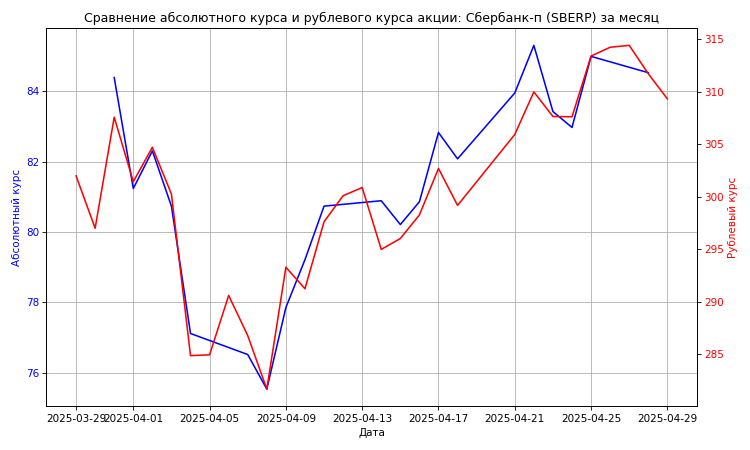 Сравнение абсолютного курса и рублевого курса акции: Сбербанк-п (SBERP) за месяц
84
82
80
78
76
Абсолютный курс
315
310
305
300
295
290
285
Рублевый курс
2025-03-29 2025-04-01 2025-04-05 2025-04-09 2025-04-13 2025-04-17 2025-04-21 2025-04-25 2025-04-29
Дата